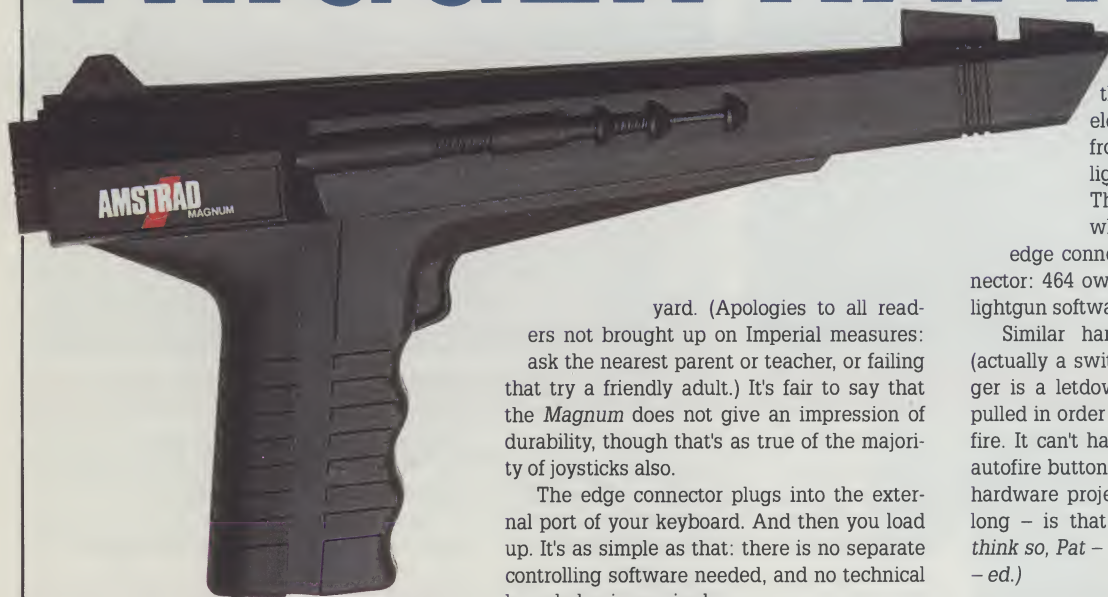 AMSTRAD
MAGNUM
yard. (Apologies to all read-
ers not brought up on Imperial measures:
ask the nearest parent or teacher, or failing
that try a friendly adult.) It's fair to say that
the Magnum does not give an impression of
durability, though that's as true of the majori-
ty of joysticks also.
The edge connector plugs into the exter-
nal port of your keyboard. And then you load
up. It's as simple as that: there is no separate
controlling software needed, and no technical
edge conne
nector: 464 ow
lightgun softwa
Similar har
(actually a swit
ger is a letdov
pulled in order
fire. It can't ha
autofire button
hardware proje
long – is that
think so, Pat –
– ed.)